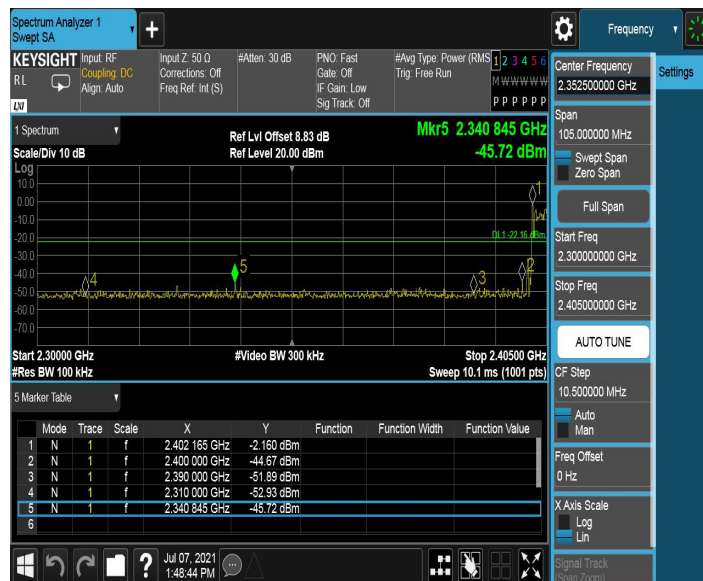 Spectrum Analyzer 1
Swept SA
Frequency
KEYSIGHT Input: RF Input Z: 50 Ω #Atten: 30 dB PNO: Fast #Avg Type: Power (RMS 1 2 3 4 5 6
RL Coupling: DC Corrections: Off Gate: Off Trig: Free Run M W W W W W
Align: Auto Freq Ref: Int (S) IF Gain: Low
Sig Track: Off P P P P P P
LXI
1 Spectrum
Ref Lvl Offset 8.83 dB
Mkr5 2.340 845 GHz
Scale/Div 10 dB
Ref Level 20.00 dBm
-45.72 dBm
Log
10.0
0.00
-10.0
-20.0
-30.0
-40.0
-50.0
-60.0
-70.0
1
DL1 -22.16 dBm
2
3
4
5
Start 2.30000 GHz #Video BW 300 kHz Stop 2.40500 GHz
#Res BW 100 kHz Sweep 10.1 ms (1001 pts)
5 Marker Table
Mode Trace Scale X Y Function Function Width Function Value
1 N 1 f 2.402 165 GHz -2.160 dBm
2 N 1 f 2.400 000 GHz -44.67 dBm
3 N 1 f 2.390 000 GHz -51.89 dBm
4 N 1 f 2.310 000 GHz -52.93 dBm
5 N 1 f 2.340 845 GHz -45.72 dBm
6
Jul 07, 2021
1:48:44 PM
Center Frequency
2.352500000 GHz
Settings
Span
105.000000 MHz
Swept Span
Zero Span
Full Span
Start Freq
2.300000000 GHz
Stop Freq
2.405000000 GHz
AUTO TUNE
CF Step
10.500000 MHz
Auto
Man
Freq Offset
0 Hz
X Axis Scale
Log
Lin
Signal Track
(Span Zoom)